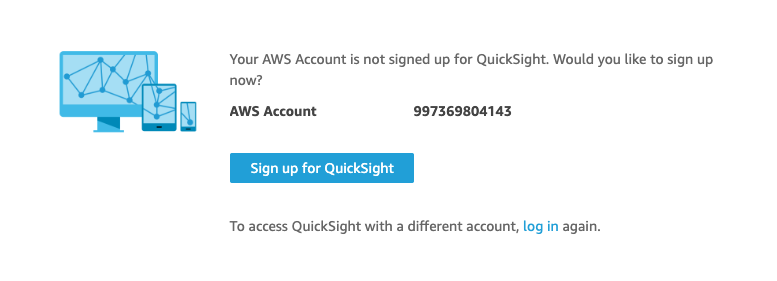 Your AWS Account is not signed up for QuickSight. Would you like to sign up
now?
AWS Account 997369804143
Sign up for QuickSight
To access QuickSight with a different account, log in again.